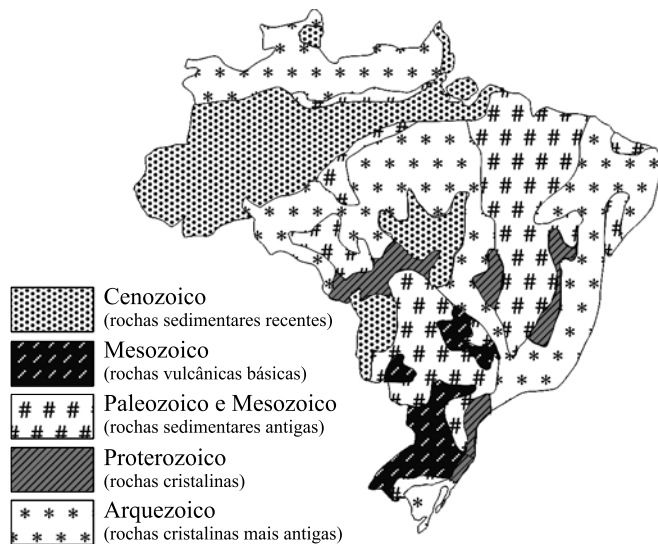 Cenozoico
(rochas sedimentares recentes)
Mesozoico
(rochas vulcânicas básicas)
Paleozoico e Mesozoico
(rochas sedimentares antigas)
Proterozoico
(rochas cristalinas)
Arquezoico
(rochas cristalinas mais antigas)